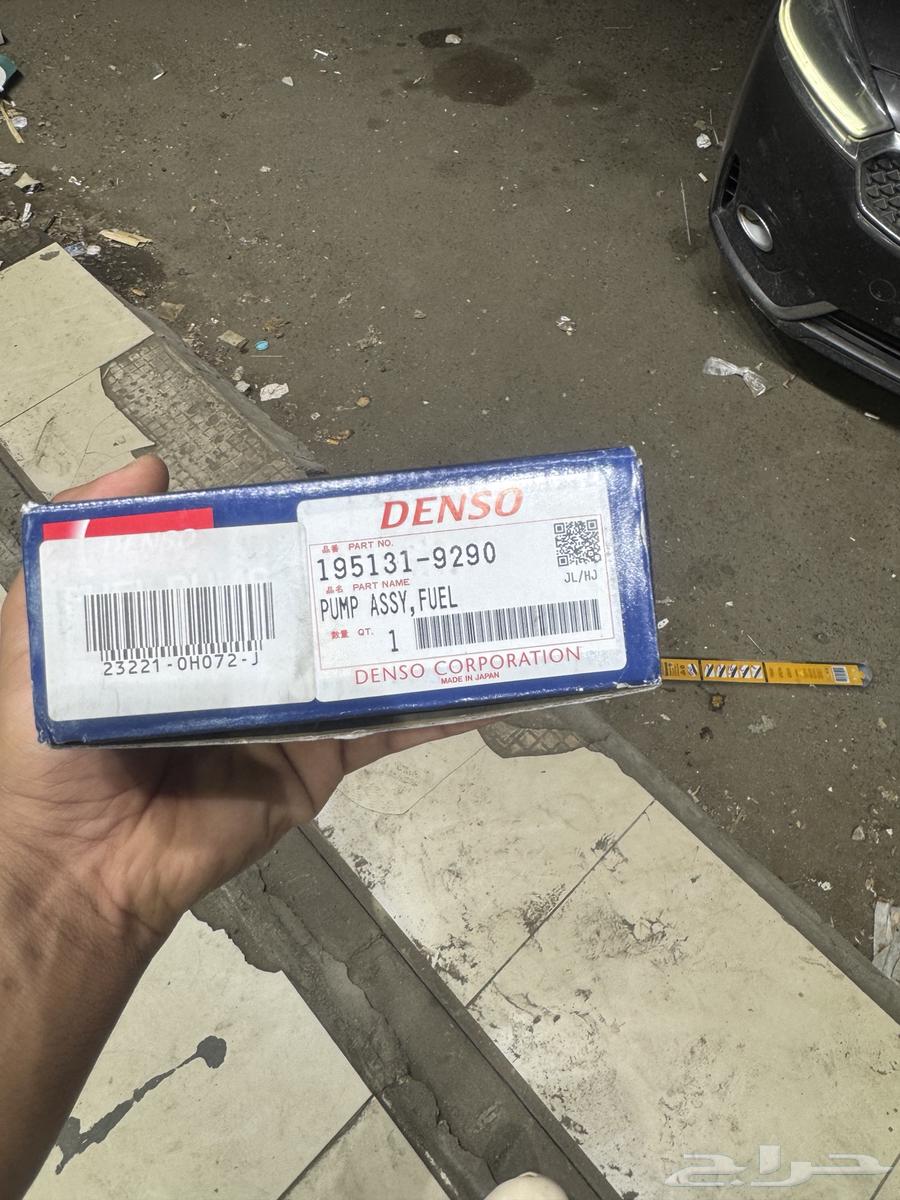 DENSO
品番 PART NO.
195131-9290
品名 PART NAME
JL/HJ
PUMP ASSY,FUEL
数量 QT.
1
DENSO CORPORATION
MADE IN JAPAN
23221-0H072-J
حراج